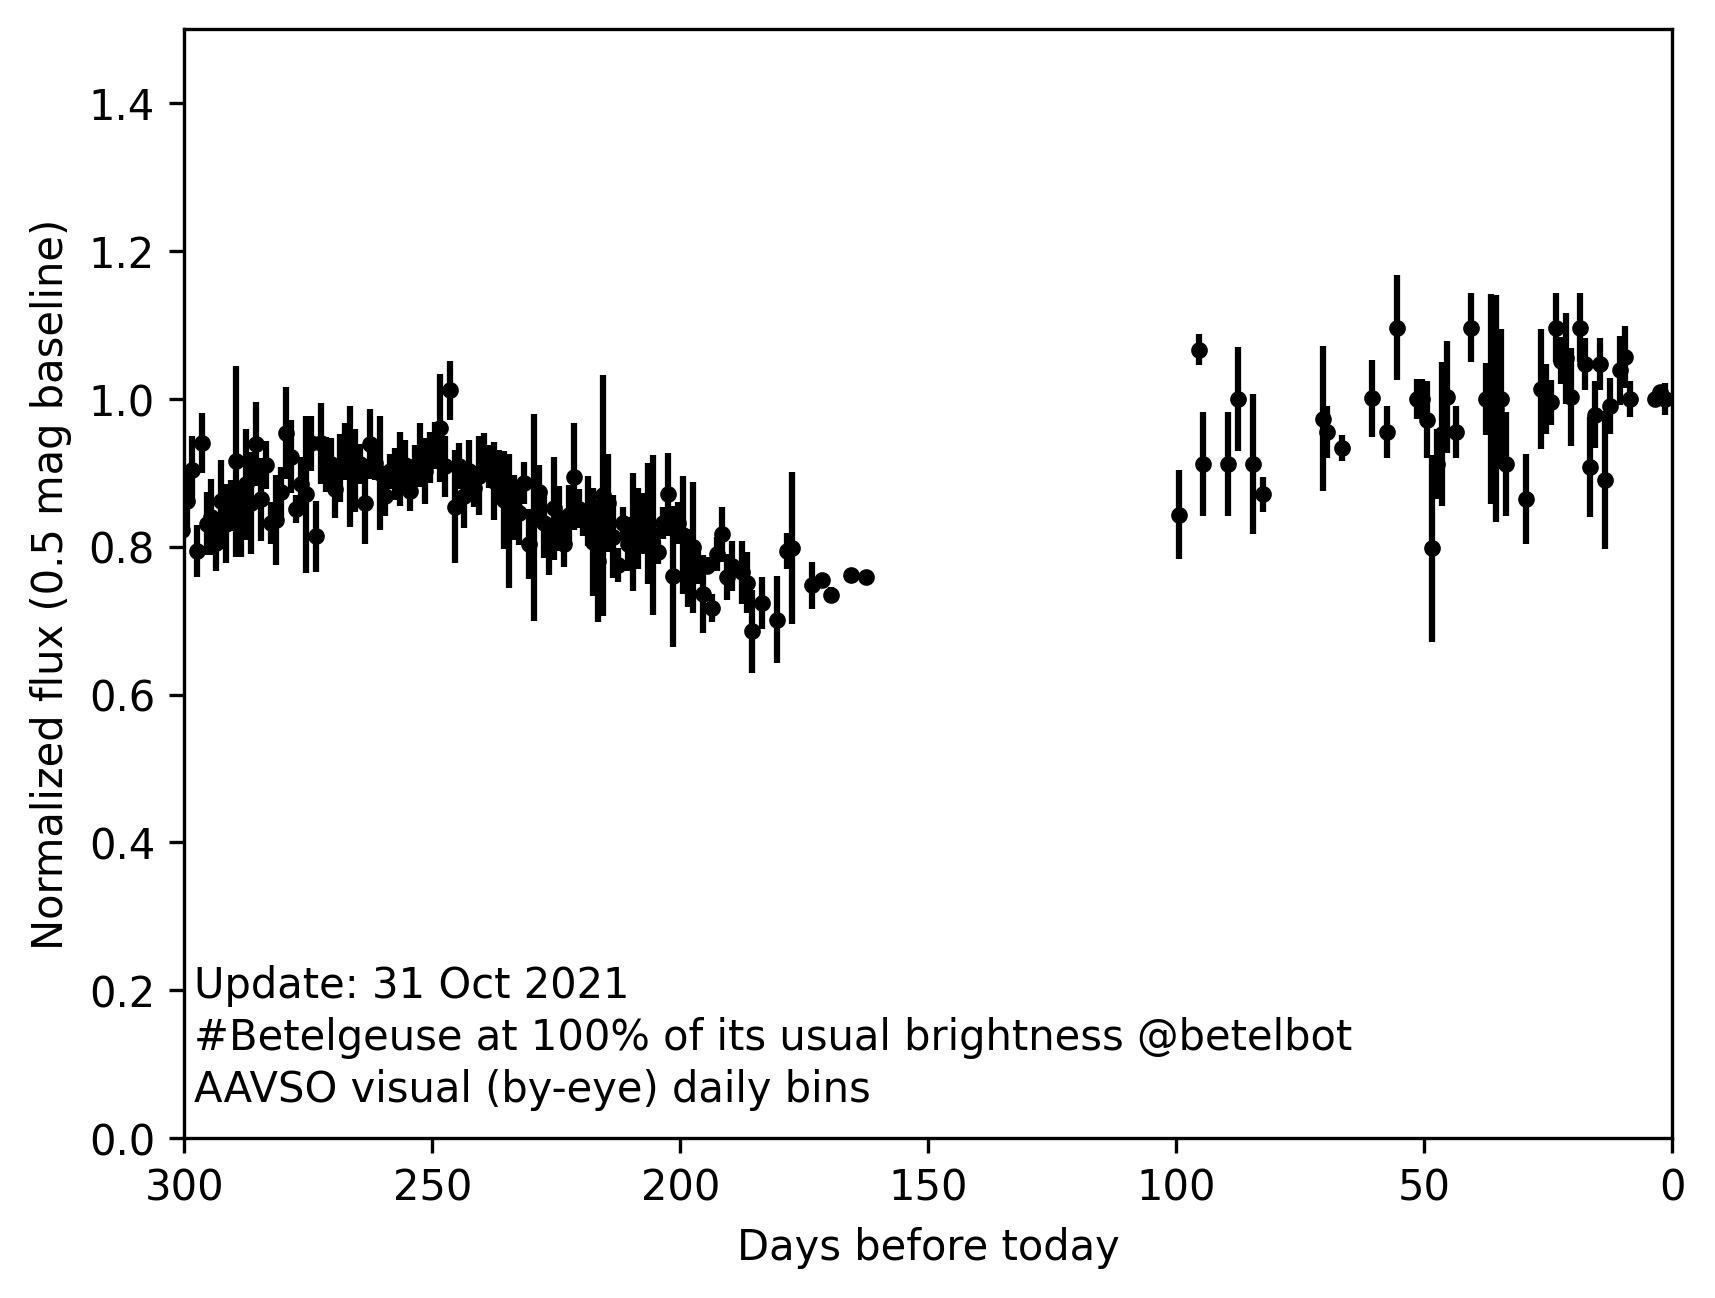 1.4
1.2
1.0
0.8
0.6
0.4
0.2
0.0
Normalized flux (0.5 mag baseline)
Update: 31 Oct 2021
#Betelgeuse at 100% of its usual brightness @betelbot
AAVSO visual (by-eye) daily bins
300 250 200 150 100 50 0
Days before today